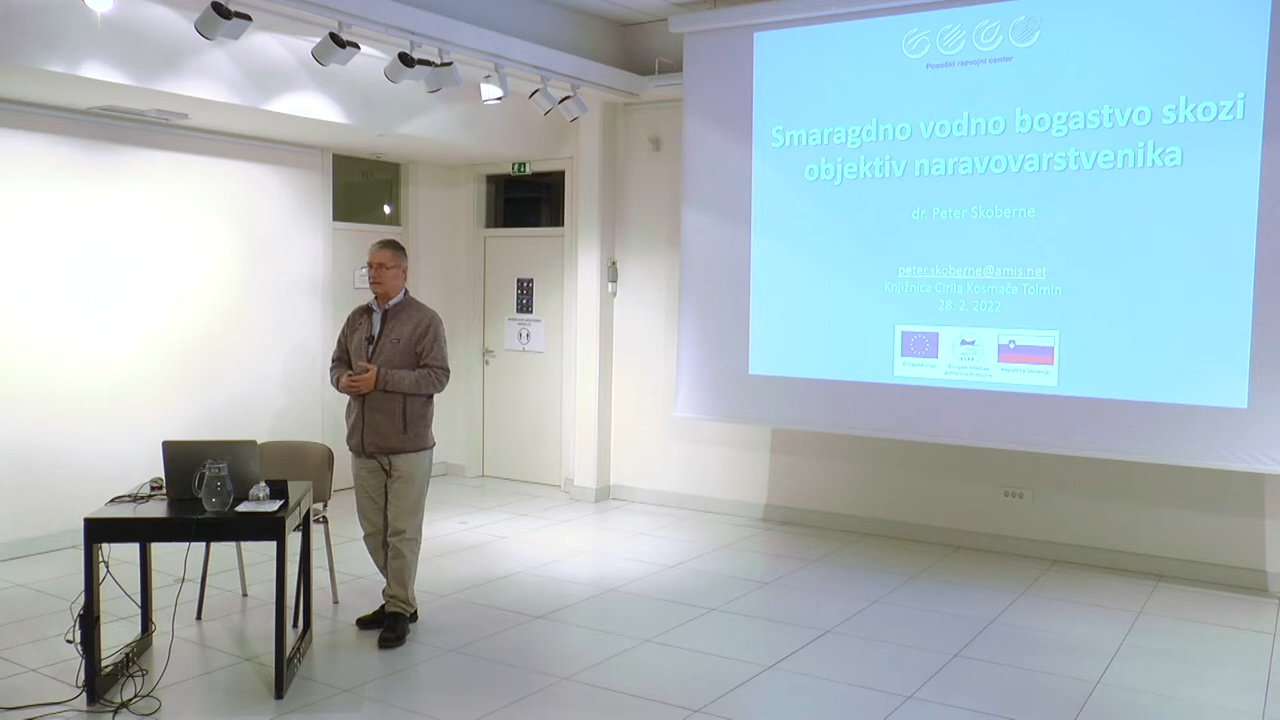 Posoški razvojni center
Smaragdno vodno bogastvo skozi
objektiv naravovarstvenika
dr. Peter Skoberne
peter.skoberne@amis.net
Knjižnica Cirila Kosmača Tolmin
28. 2. 2022